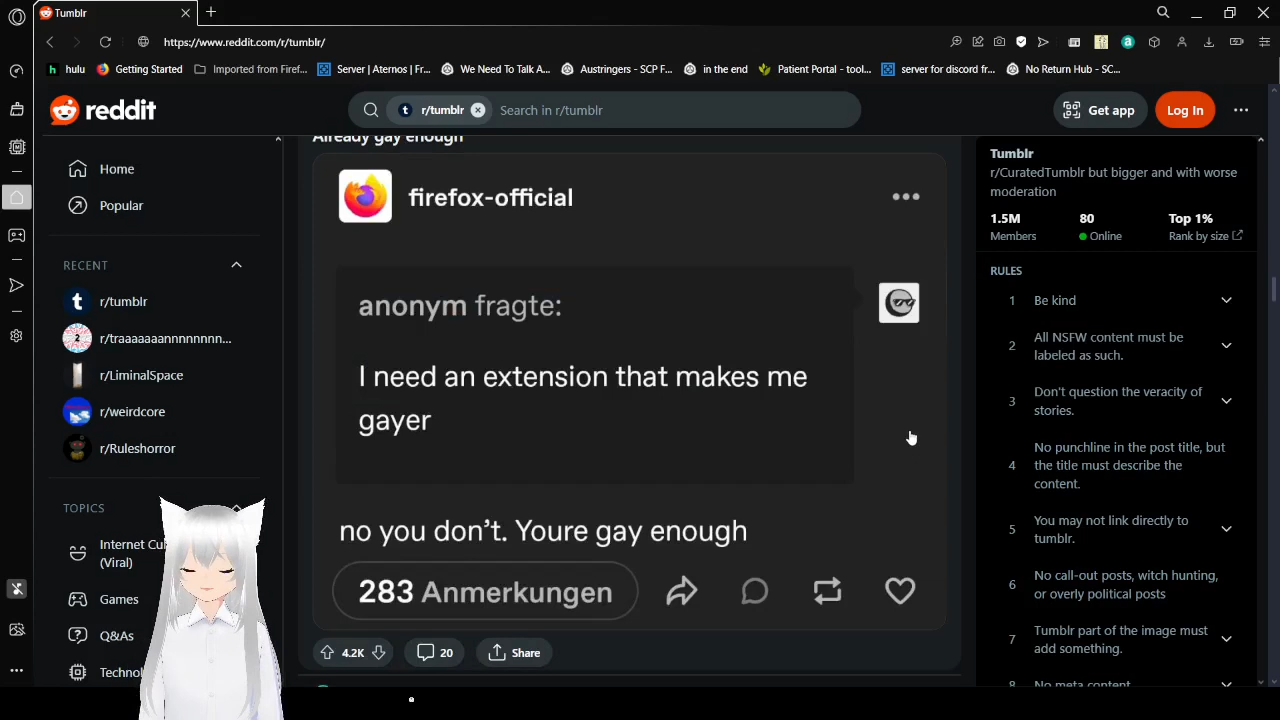 Tumblr
https://www.reddit.com/r/tumblr/
hulu
Getting Started
Imported from Firef...
Server | Aternos | Fr...
We Need To Talk A...
Austringers - SCP F...
in the end
Patient Portal - tool...
server for discord fr...
No Return Hub - SC...
reddit
r/tumblr
Search in r/tumblr
Get app
Log In
Home
Popular
RECENT
r/tumblr
r/traaaaaaannnnnnnn...
r/LiminalSpace
r/weirdcore
r/Ruleshorror
TOPICS
Internet Cul
(Viral)
Games
Q&As
Technol
Already gay enough
firefox-official
anonym fragte:
I need an extension that makes me
gayer
no you don't. Youre gay enough
283 Anmerkungen
4.2K
20
Share
Tumblr
r/CuratedTumblr but bigger and with worse
moderation
1.5M
Members
80
Online
Top 1%
Rank by size
RULES
1 Be kind
2 All NSFW content must be
labeled as such.
3 Don't question the veracity of
stories.
4 No punchline in the post title, but
the title must describe the
content.
5 You may not link directly to
tumblr.
6 No call-out posts, witch hunting,
or overly political posts
7 Tumblr part of the image must
add something.
8 No meta content